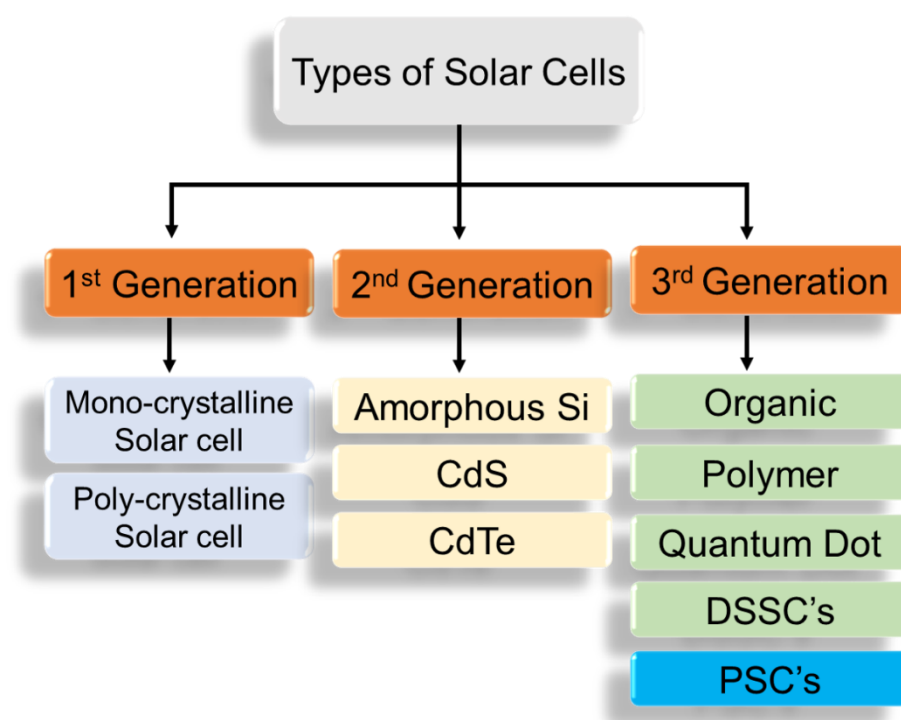 Types of Solar Cells
1st Generation
2nd Generation
3rd Generation
Mono-crystalline
Solar cell
Poly-crystalline
Solar cell
Amorphous Si
CdS
CdTe
Organic
Polymer
Quantum Dot
DSSC's
PSC's